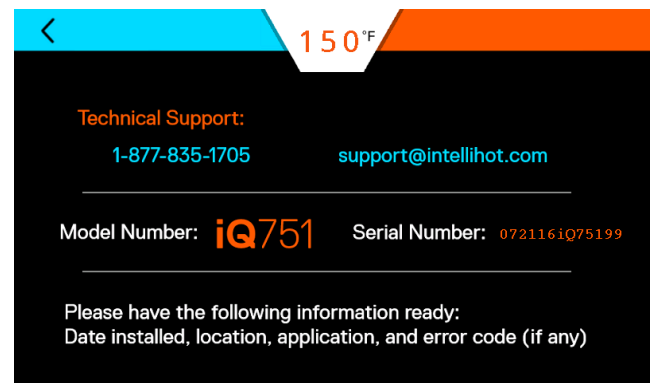 150°F
Technical Support:
1-877-835-1705 support@intellihot.com
Model Number: iQ751 Serial Number: 072116iQ75199
Please have the following information ready:
Date installed, location, application, and error code (if any)